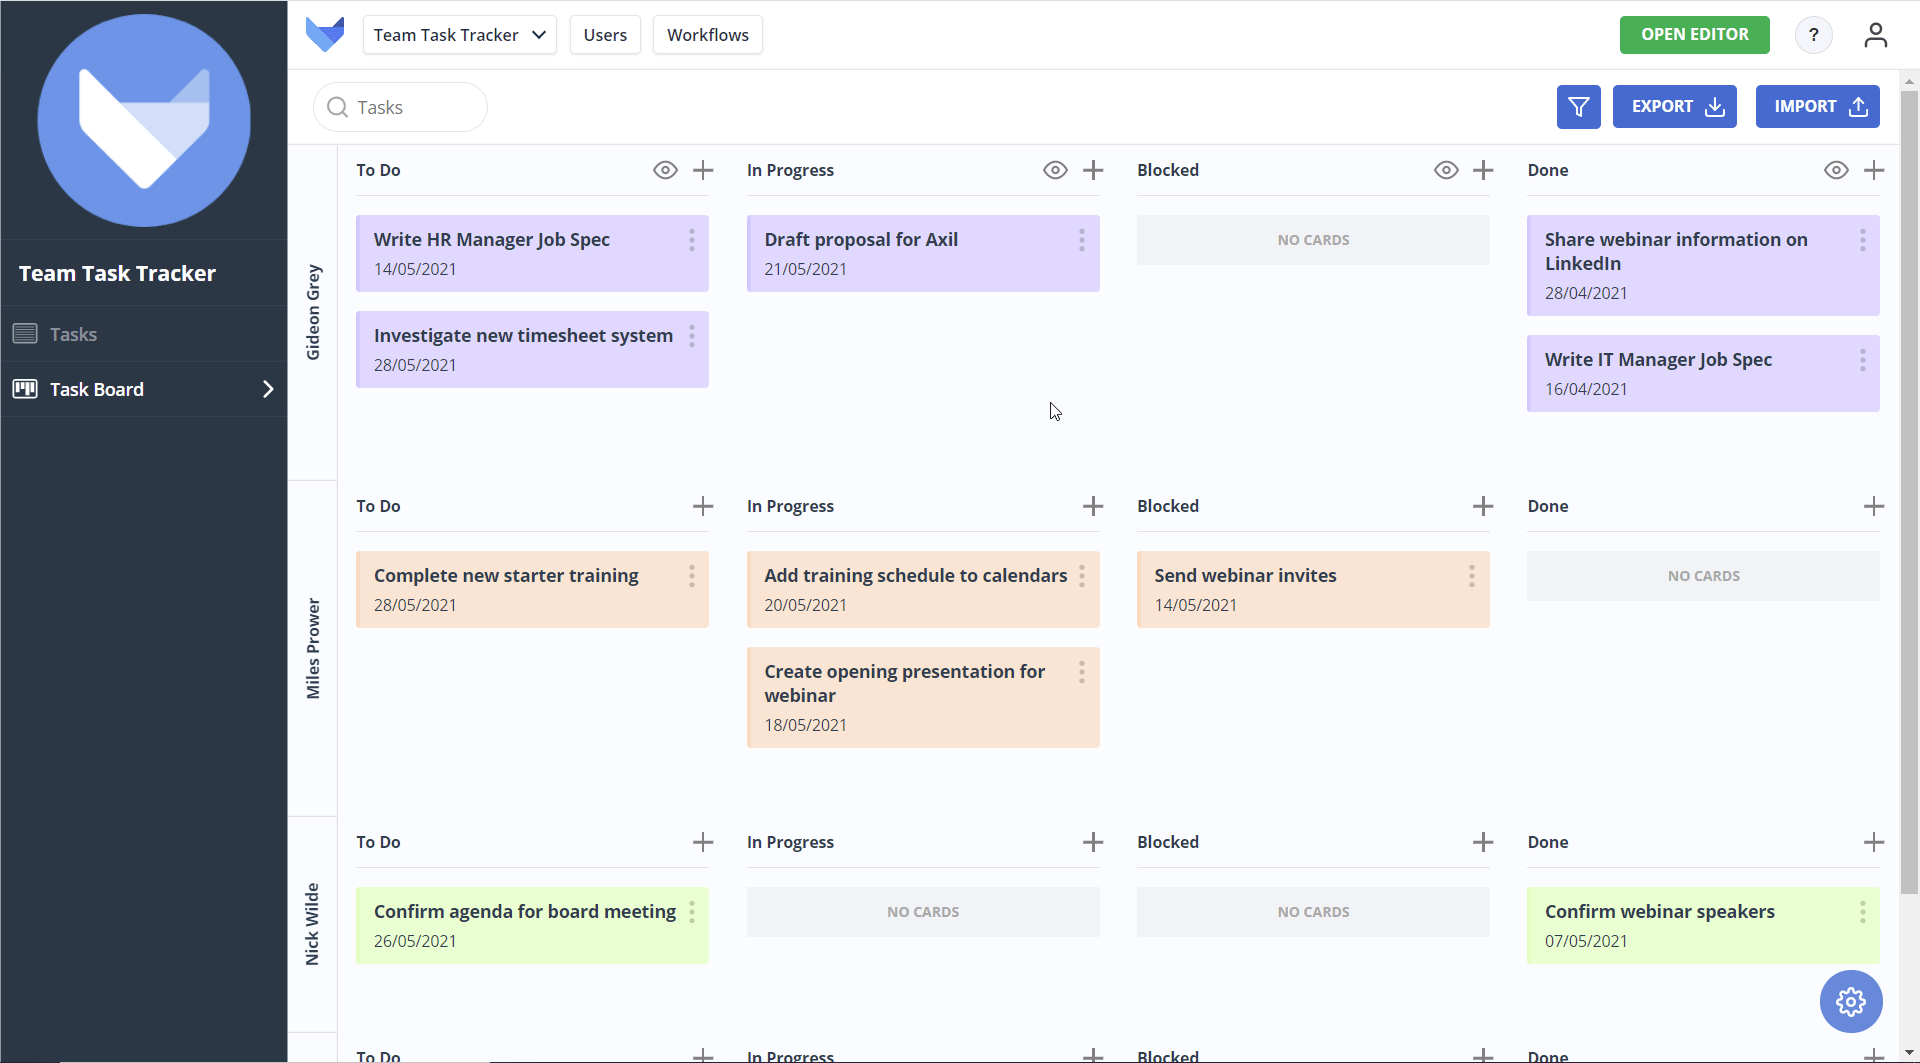 Team Task Tracker
Users
Workflows
OPEN EDITOR
?
Tasks
EXPORT
IMPORT
Team Task Tracker
Tasks
Task Board
Gideon Grey
To Do
In Progress
Blocked
Done
Write HR Manager Job Spec
14/05/2021
Investigate new timesheet system
28/05/2021
Draft proposal for Axil
21/05/2021
NO CARDS
Share webinar information on
LinkedIn
28/04/2021
Write IT Manager Job Spec
16/04/2021
Miles Prower
To Do
In Progress
Blocked
Done
Complete new starter training
28/05/2021
Add training schedule to calendars
20/05/2021
Create opening presentation for
webinar
18/05/2021
Send webinar invites
14/05/2021
NO CARDS
Nick Wilde
To Do
In Progress
Blocked
Done
Confirm agenda for board meeting
26/05/2021
NO CARDS
NO CARDS
Confirm webinar speakers
07/05/2021
To Do
In Progress
Blocked
Done